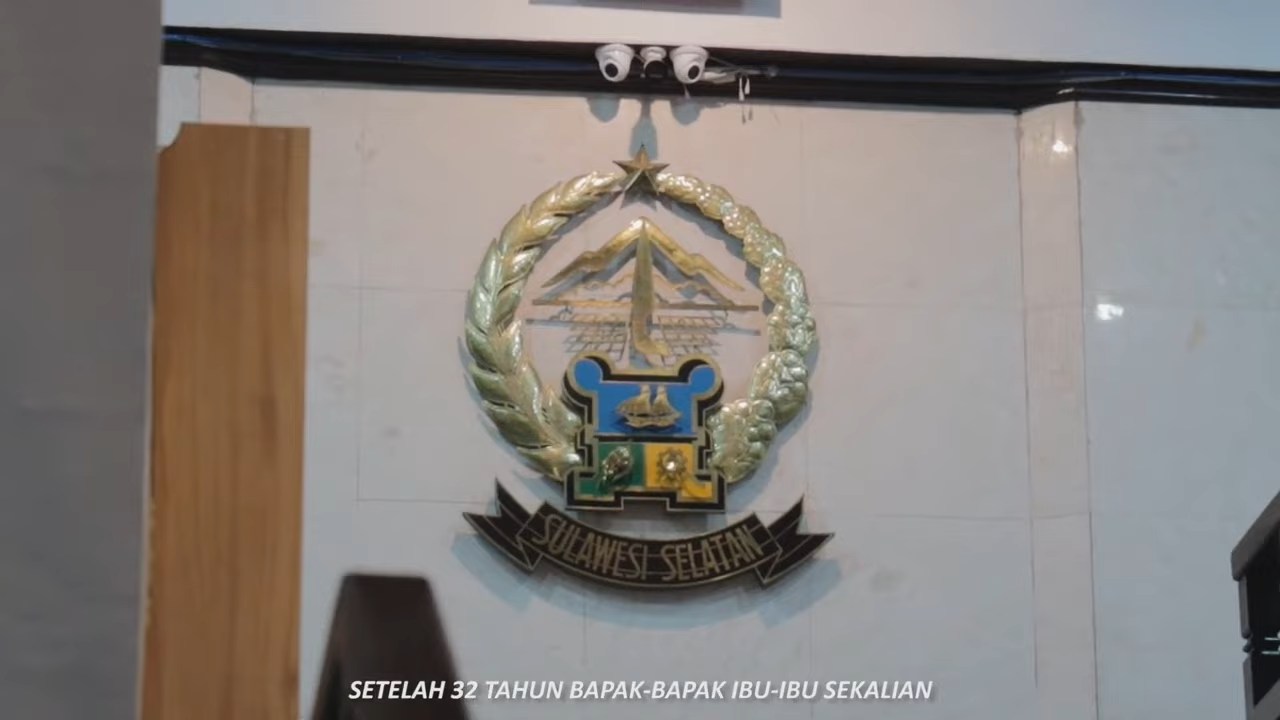 SULAWESI SELATAN
SETELAH 32 TAHUN BAPAK-BAPAK IBU-IBU SEKALIAN